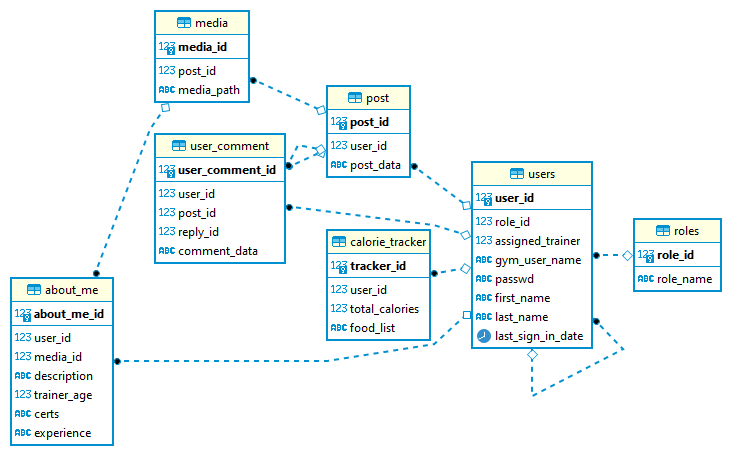 media
123 media_id
123 post_id
ABC media_path
post
123 post_id
123 user_id
ABC post_data
user_comment
123 user_comment_id
123 user_id
123 post_id
123 reply_id
ABC comment_data
users
123 user_id
123 role_id
123 assigned_trainer
ABC gym_user_name
ABC passwd
ABC first_name
ABC last_name
last_sign_in_date
roles
123 role_id
ABC role_name
calorie_tracker
123 tracker_id
123 user_id
123 total_calories
ABC food_list
about_me
123 about_me_id
123 user_id
123 media_id
ABC description
123 trainer_age
ABC certs
ABC experience